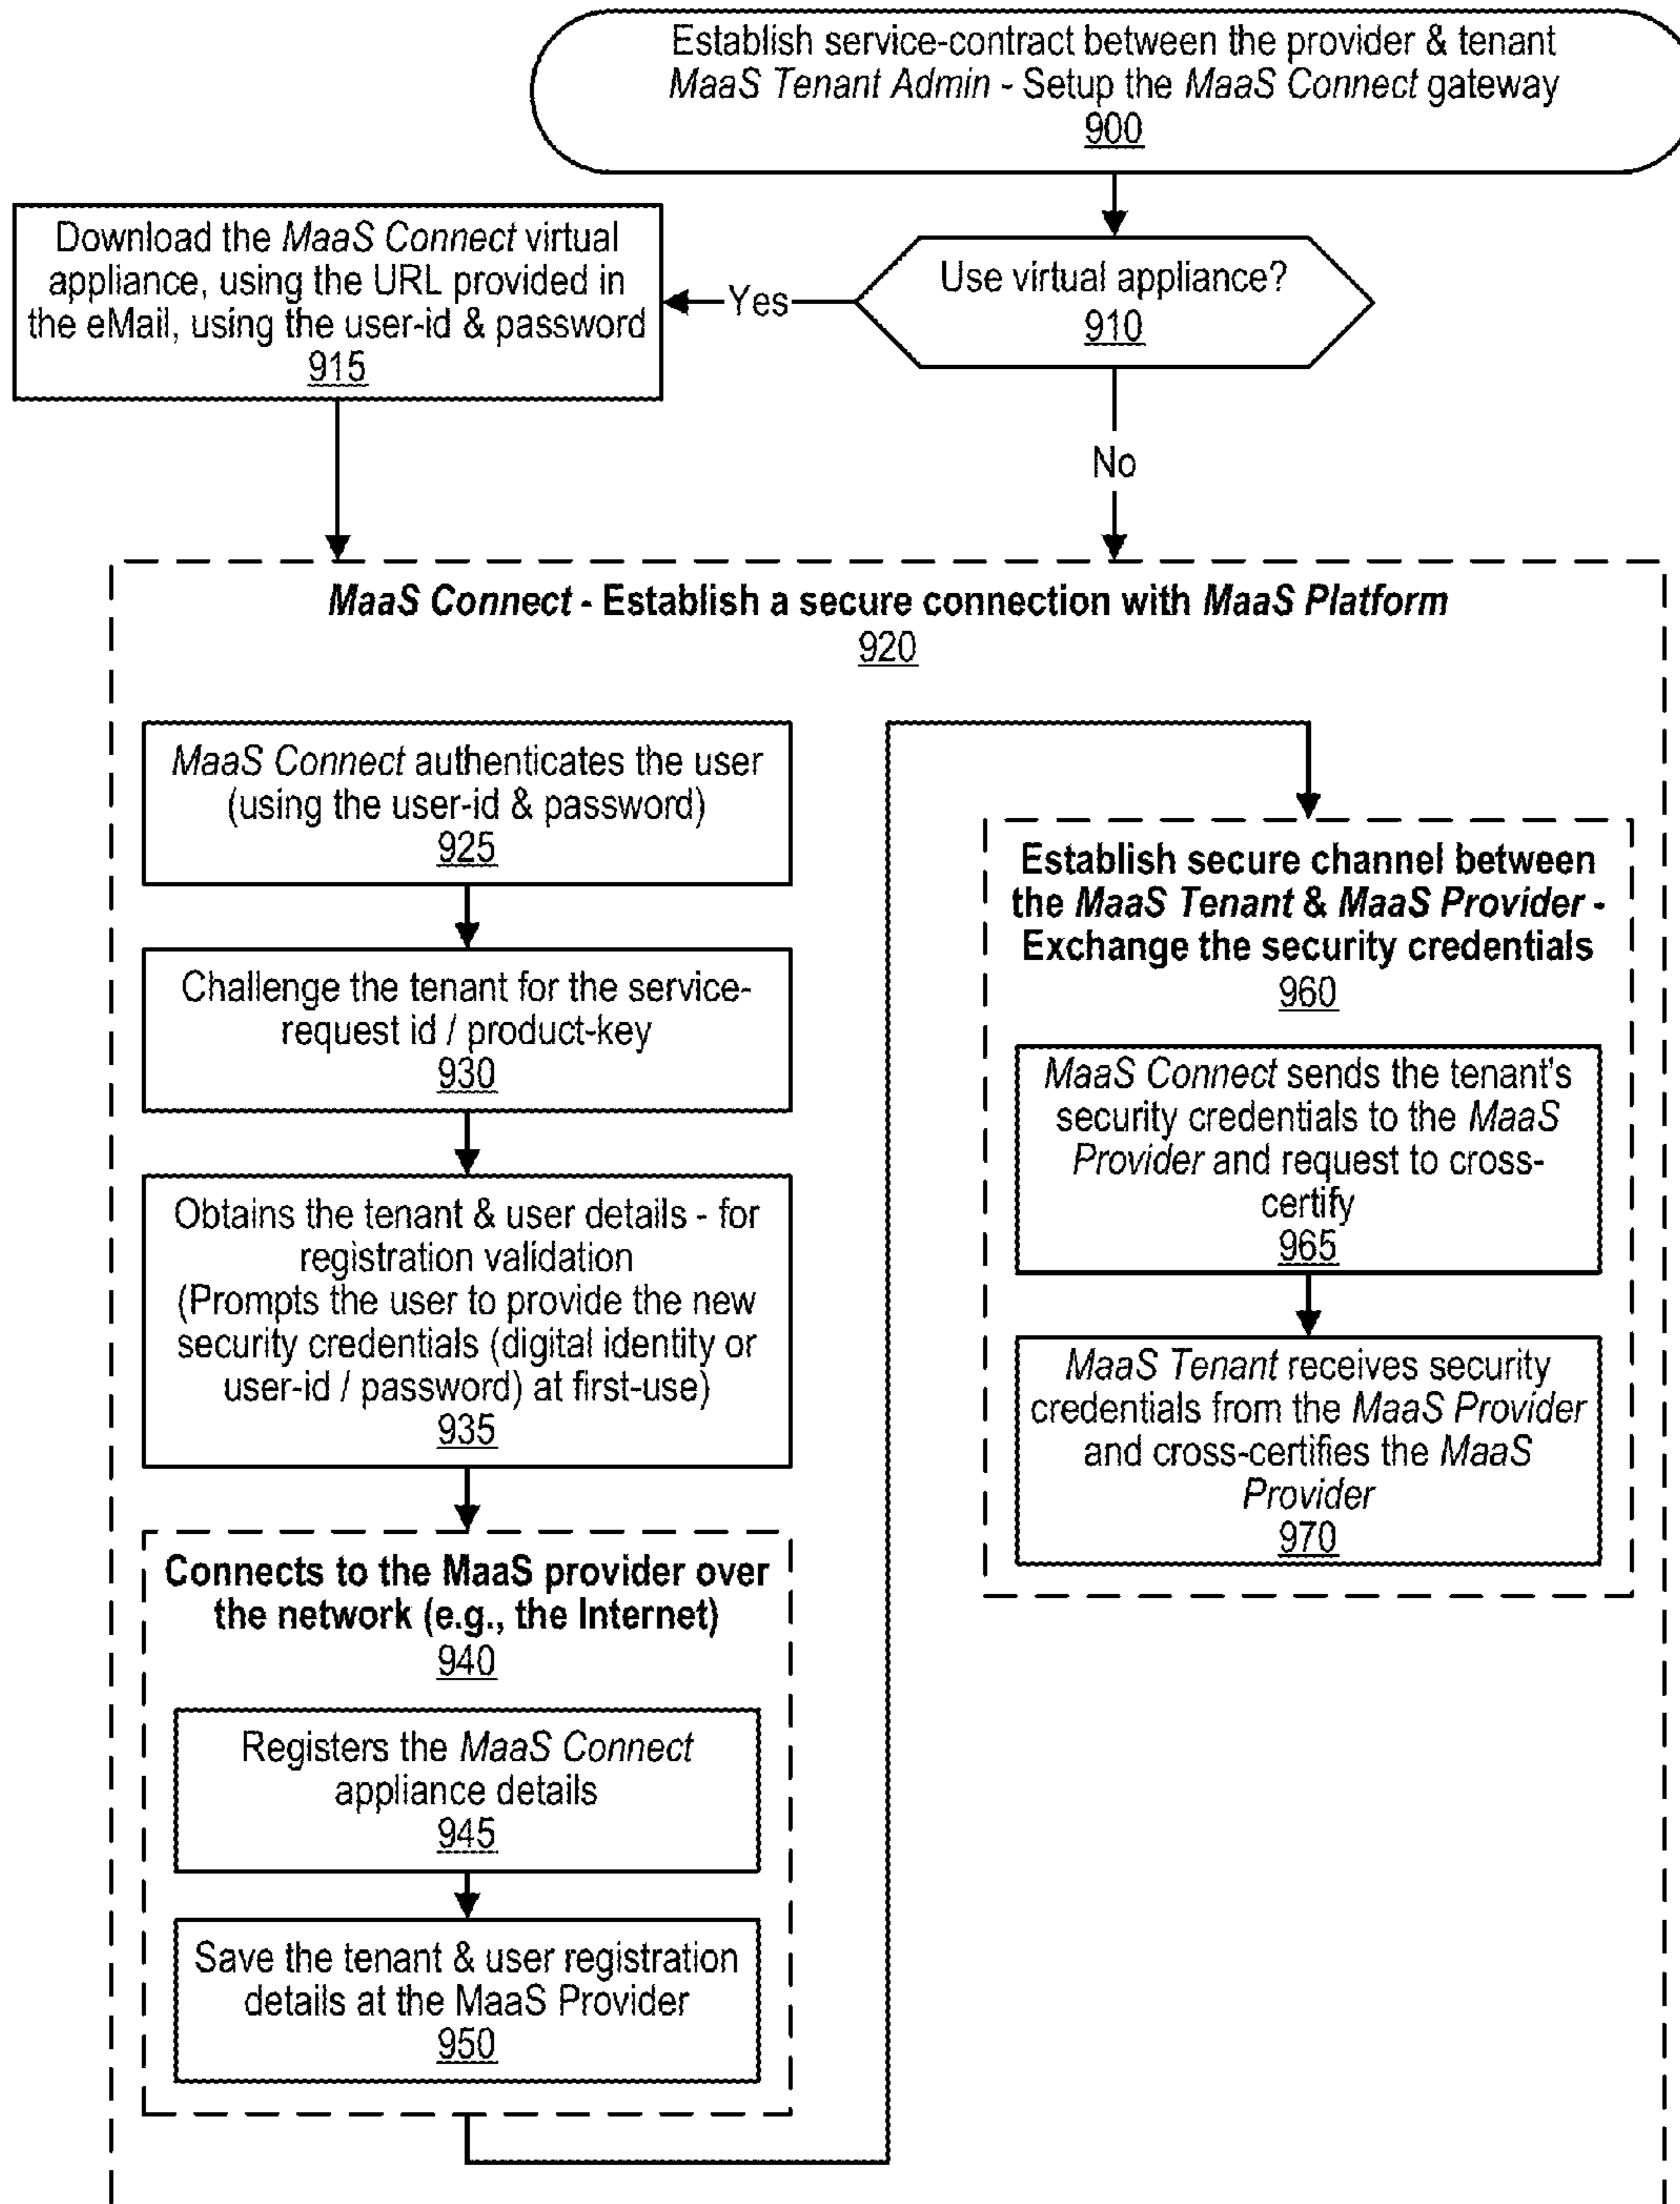 Establish service-contract between the provider & tenant
MaaS Tenant Admin - Setup the MaaS Connect gateway
900
Use virtual appliance?
910
Yes
Download the MaaS Connect virtual
appliance, using the URL provided in
the eMail, using the user-id & password
915
No
MaaS Connect - Establish a secure connection with MaaS Platform
920
MaaS Connect authenticates the user
(using the user-id & password)
925
Challenge the tenant for the service-
request id / product-key
930
Obtains the tenant & user details - for
registration validation
(Prompts the user to provide the new
security credentials (digital identity or
user-id / password) at first-use)
935
Connects to the MaaS provider over
the network (e.g., the Internet)
940
Registers the MaaS Connect
appliance details
945
Save the tenant & user registration
details at the MaaS Provider
950
Establish secure channel between
the MaaS Tenant & MaaS Provider -
Exchange the security credentials
960
MaaS Connect sends the tenant's
security credentials to the MaaS
Provider and request to cross-
certify
965
MaaS Tenant receives security
credentials from the MaaS Provider
and cross-certifies the MaaS
Provider
970